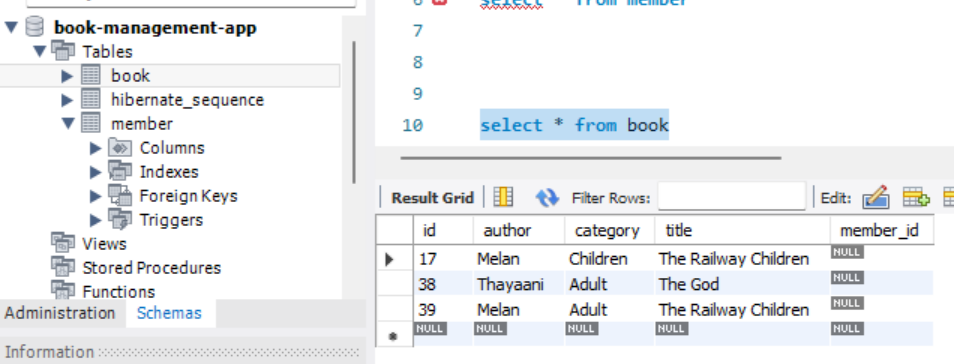 book-management-app
Tables
book
hibernate_sequence
member
Columns
Indexes
Foreign Keys
Triggers
Views
Stored Procedures
Functions
Administration Schemas
Information
6 select from member
7
8
9
10 select * from book
Result Grid Filter Rows: Edit:
id author category title member_id
17 Melan Children The Railway Children NULL
38 Thayaani Adult The God NULL
39 Melan Adult The Railway Children NULL
NULL NULL NULL NULL NULL